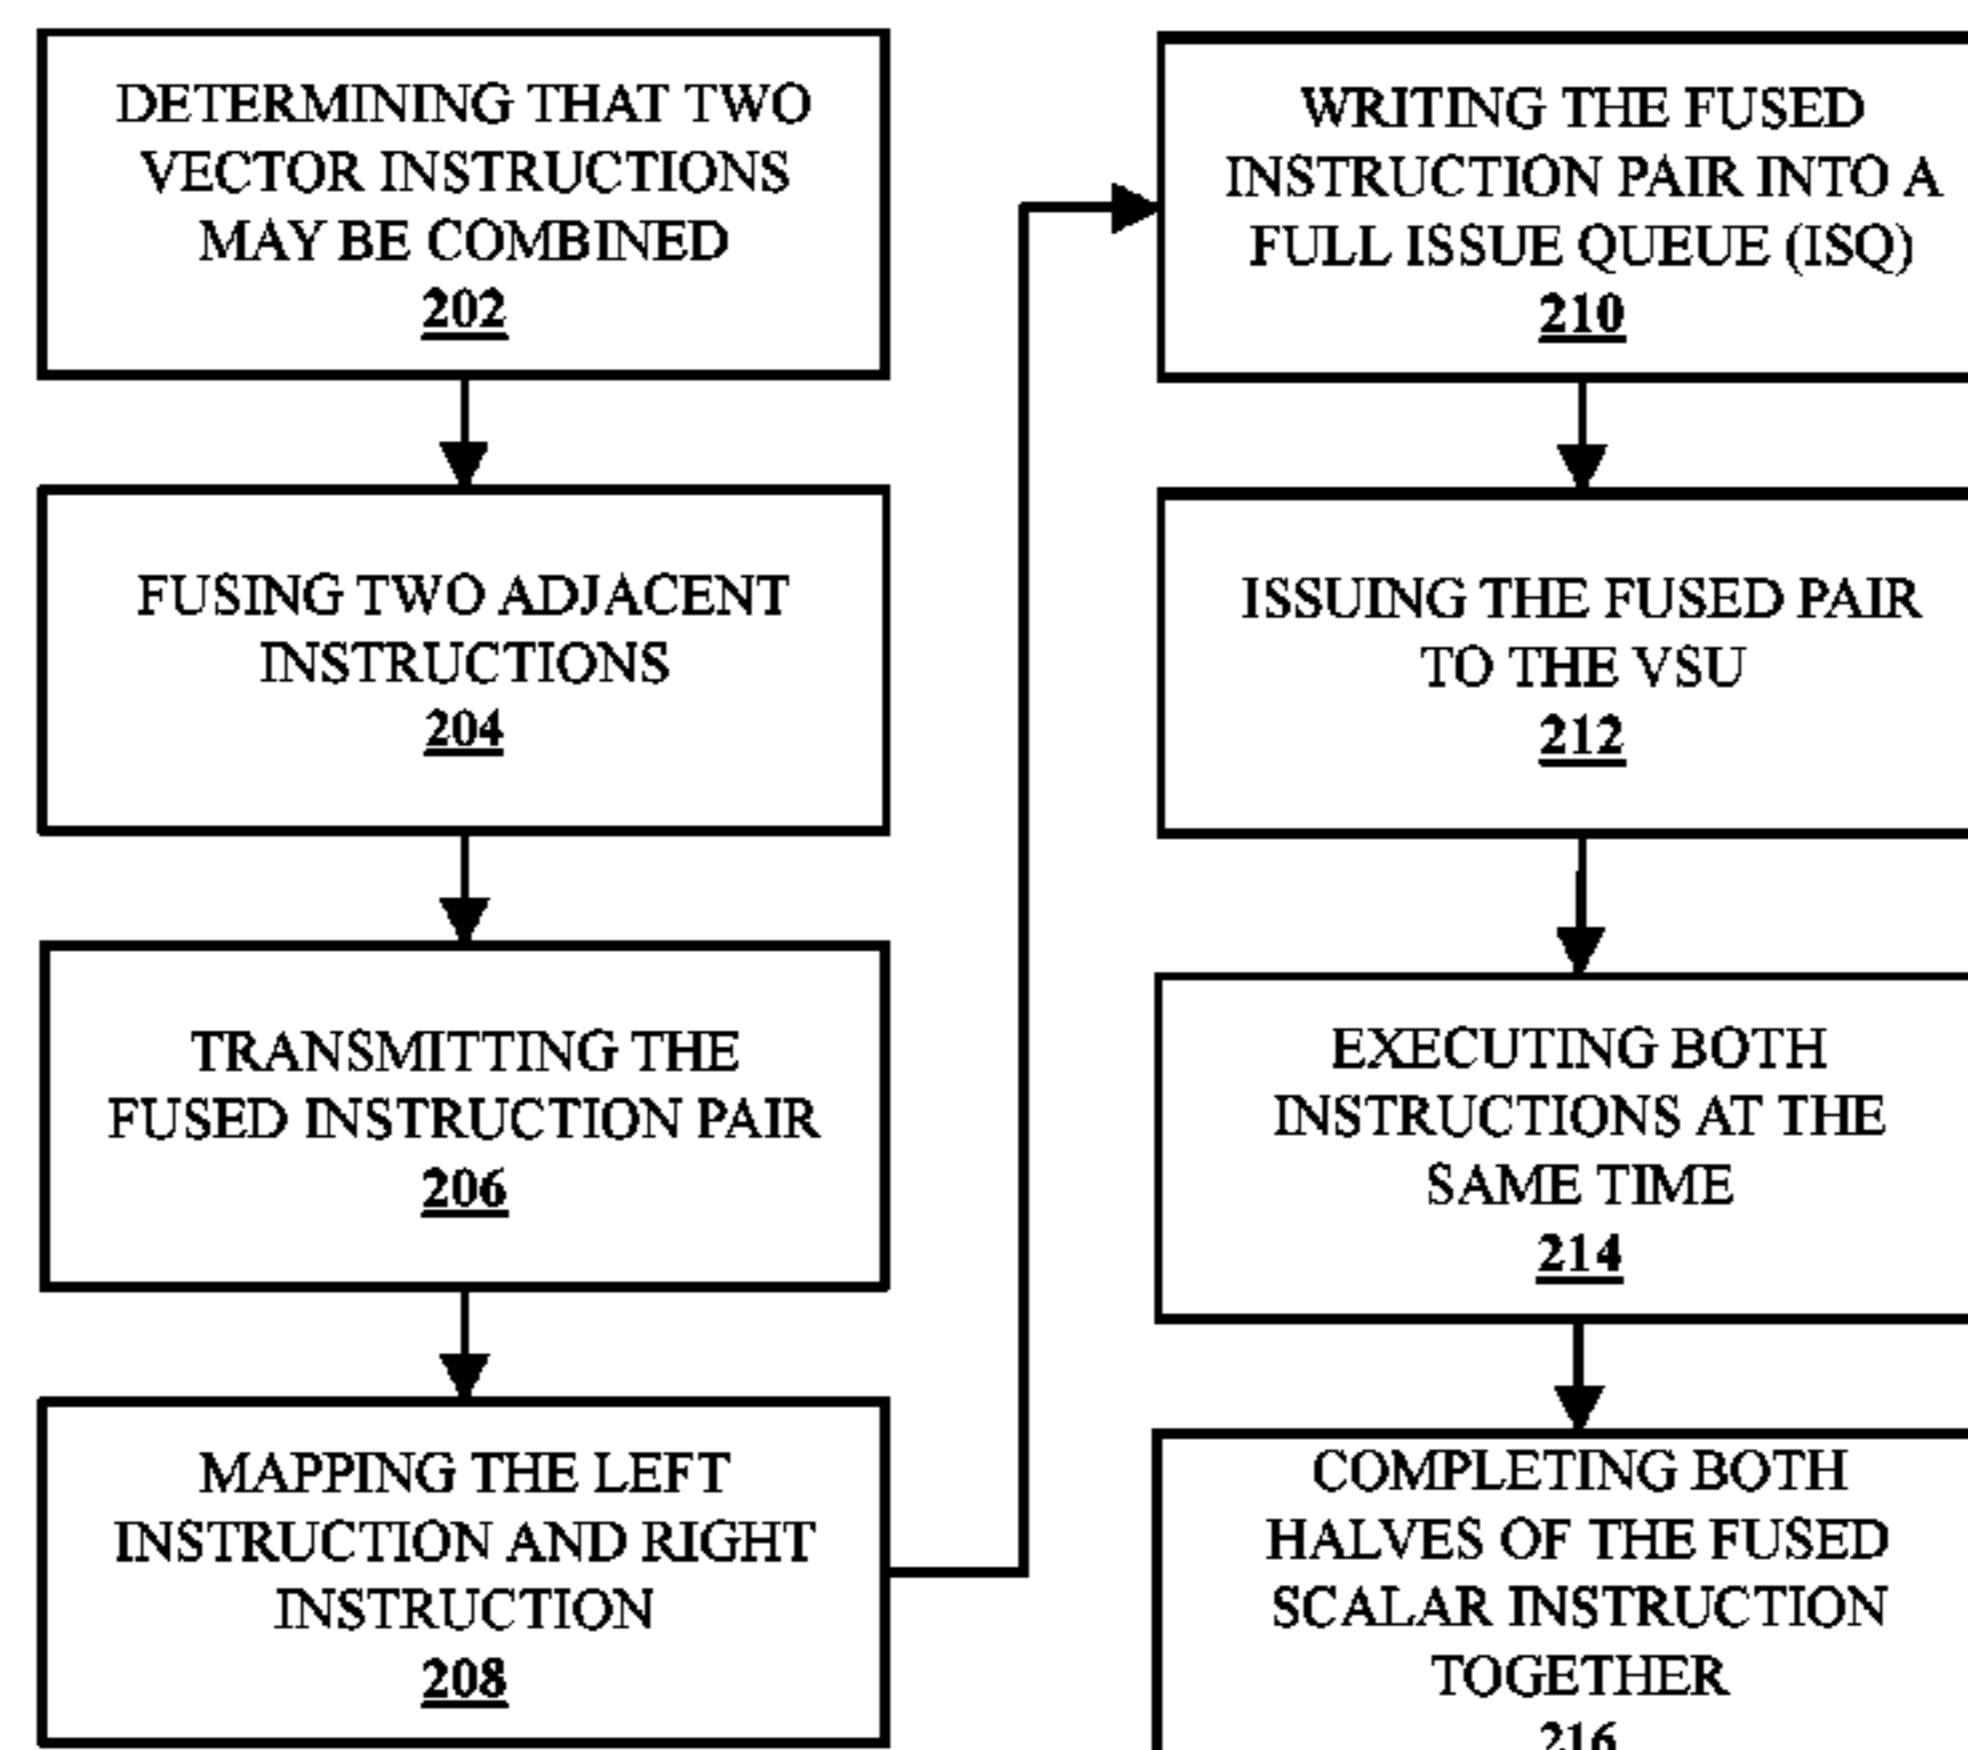 DETERMINING THAT TWO
VECTOR INSTRUCTIONS
MAY BE COMBINED
202
FUSING TWO ADJACENT
INSTRUCTIONS
204
TRANSMITTING THE
FUSED INSTRUCTION PAIR
206
MAPPING THE LEFT
INSTRUCTION AND RIGHT
INSTRUCTION
208
WRITING THE FUSED
INSTRUCTION PAIR INTO A
FULL ISSUE QUEUE (ISQ)
210
ISSUING THE FUSED PAIR
TO THE VSU
212
EXECUTING BOTH
INSTRUCTIONS AT THE
SAME TIME
214
COMPLETING BOTH
HALVES OF THE FUSED
SCALAR INSTRUCTION
TOGETHER
216